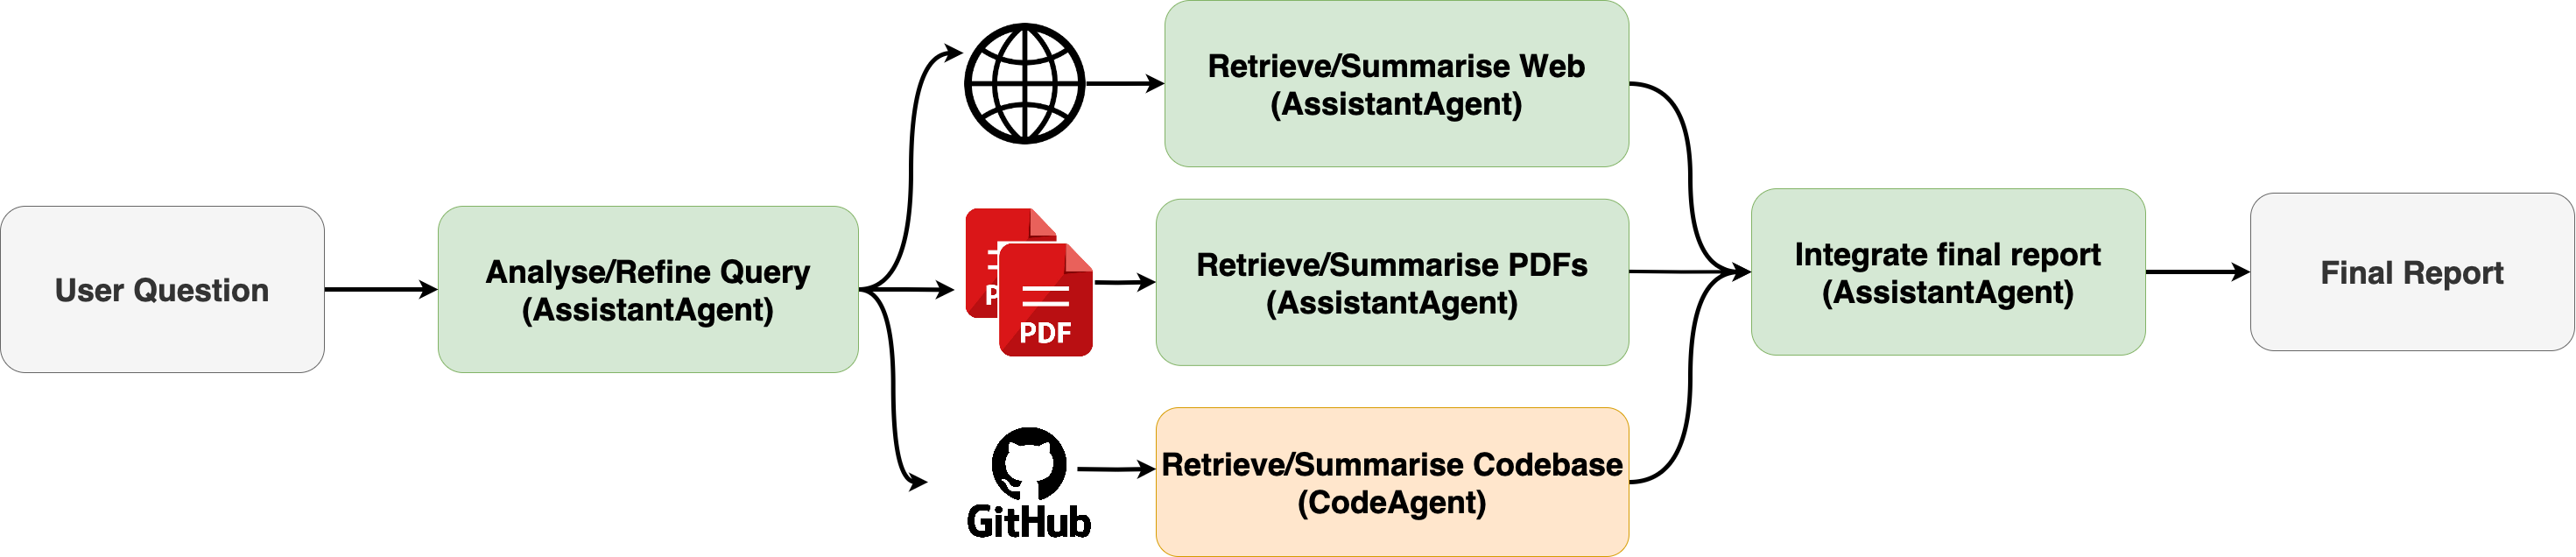 User Question
Analyse/Refine Query
(AssistantAgent)
Retrieve/Summarise Web
(AssistantAgent)
PDF
Retrieve/Summarise PDFs
(AssistantAgent)
GitHub
Retrieve/Summarise Codebase
(CodeAgent)
Integrate final report
(AssistantAgent)
Final Report